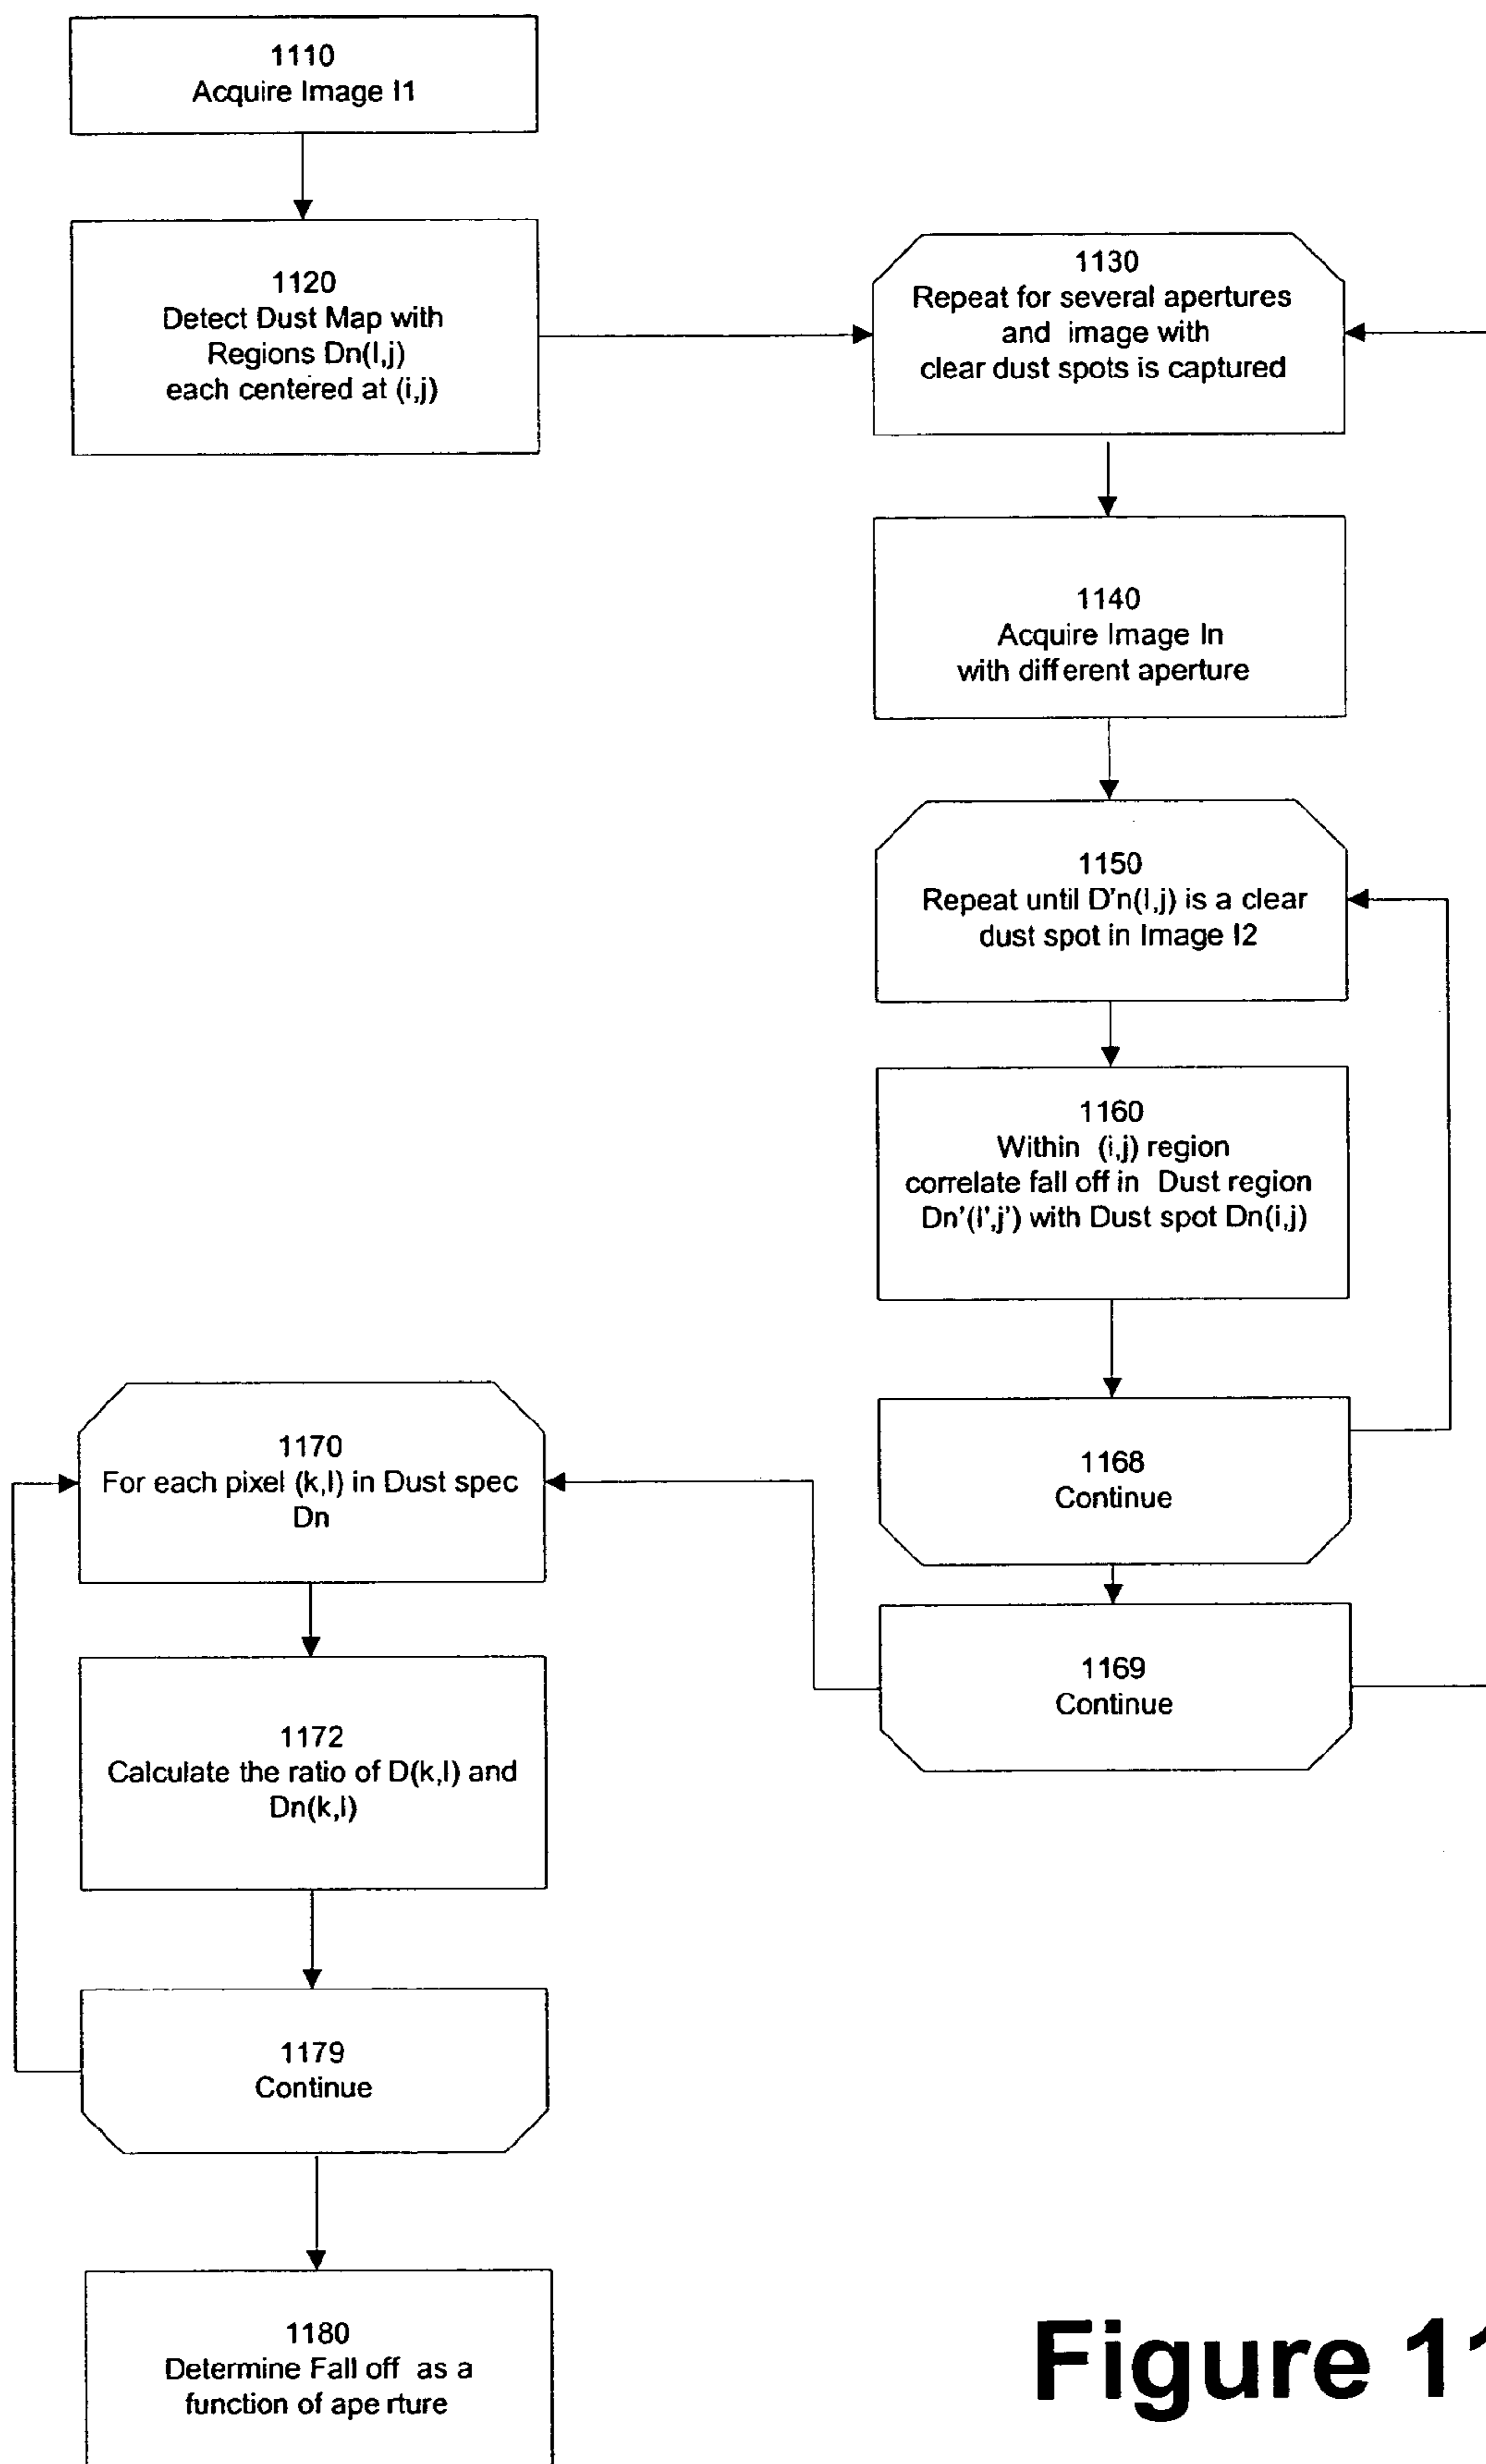 1110
Acquire Image I1
1120
Detect Dust Map with
Regions Dn(I,j)
each centered at (i,j)
1130
Repeat for several apertures
and image with
clear dust spots is captured
1140
Acquire Image In
with different aperture
1150
Repeat until D'n(I,j) is a clear
dust spot in Image I2
1160
Within (i,j) region
correlate fall off in Dust region
Dn'(I',j') with Dust spot Dn(i,j)
1168
Continue
1169
Continue
1170
For each pixel (k,l) in Dust spec
Dn
1172
Calculate the ratio of D(k,l) and
Dn(k,l)
1179
Continue
1180
Determine Fall off as a
function of ape rture
Figure 11